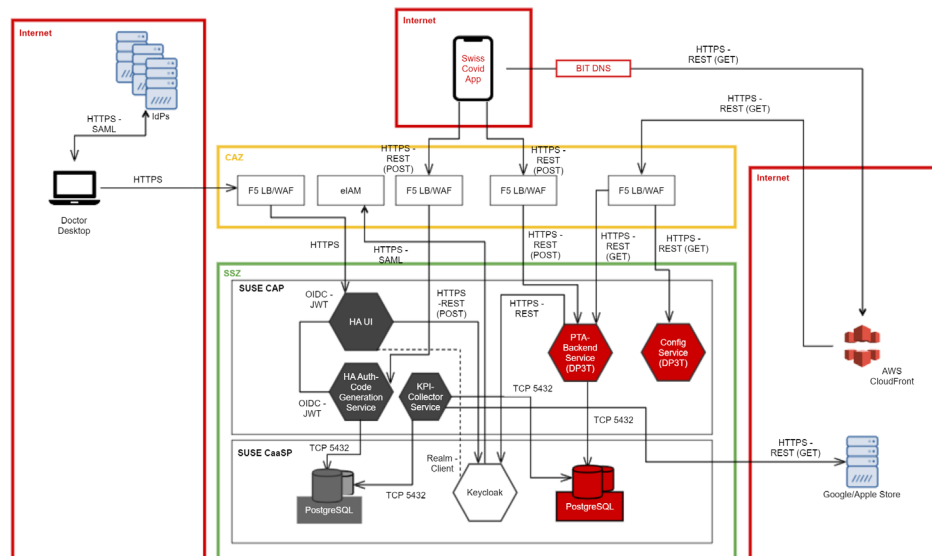 Internet
IdPs
HTTPS -
SAML
HTTPS
Doctor
Desktop
Internet
Swiss
Covid
App
BIT DNS
HTTPS -
REST (GET)
HTTPS -
REST (GET)
CAZ
HTTPS -
REST
(POST)
HTTPS -
REST
(POST)
F5 LB/WAF
eIAM
F5 LB/WAF
F5 LB/WAF
F5 LB/WAF
Internet
HTTPS
HTTPS -
SAML
HTTPS -
REST
(POST)
HTTPS -
REST
(GET)
HTTPS -
REST (GET)
SSZ
SUSE CAP
OIDC -
JWT
HA UI
HTTPS
-REST
(POST)
HTTPS
- REST
PTA-
Backend
Service
(DP3T)
Config
Service
(DP3T)
AWS
CloudFront
HA Auth-
Code
Generation
Service
KPI-
Collector
Service
TCP 5432
OIDC -
JWT
TCP 5432
SUSE CaaSP
TCP 5432
Realm -
Client
HTTPS -
REST (GET)
TCP 5432
PostgreSQL
Keycloak
PostgreSQL
Google/Apple Store